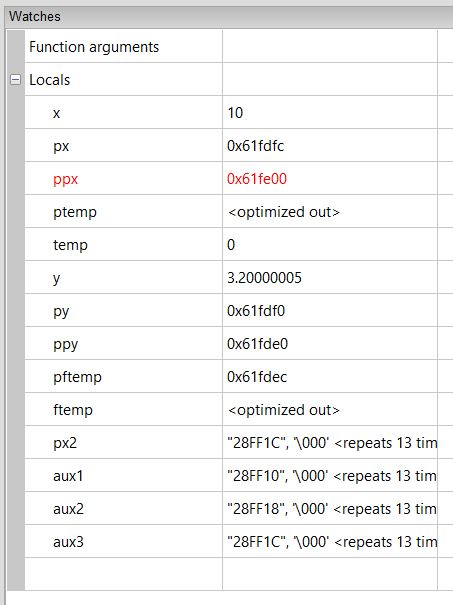 Watches
Function arguments
Locals
x 10
px 0x61fdfc
ppx 0x61fe00
ptemp <optimized out>
temp 0
y 3.20000005
py 0x61fdf0
ppy 0x61fde0
pftemp 0x61fdec
ftemp <optimized out>
px2 "28FF1C", '\000' <repeats 13 tim
aux1 "28FF10", '\000' <repeats 13 tim
aux2 "28FF18", '\000' <repeats 13 tim
aux3 "28FF1C", '\000' <repeats 13 tim